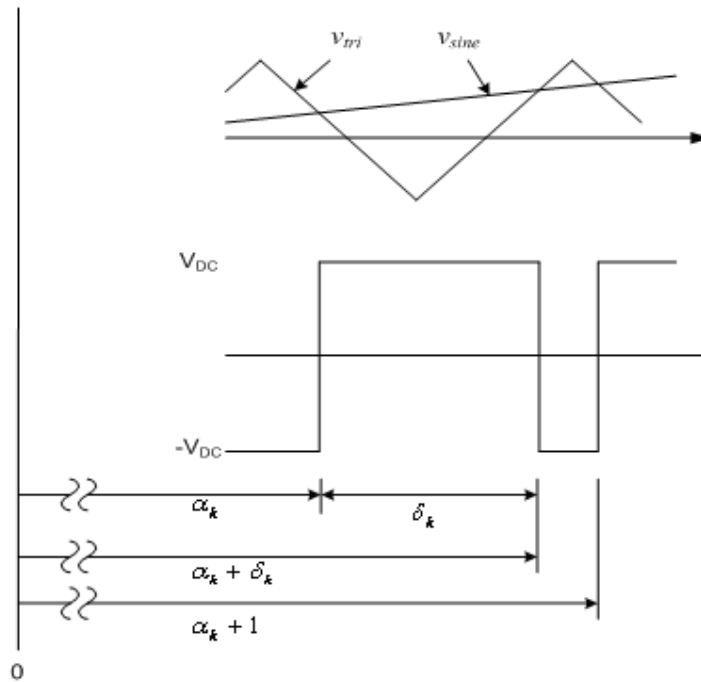 v_tri v_sine
V_DC
-V_DC
α_k δ_k
α_k + δ_k
α_k + 1
0